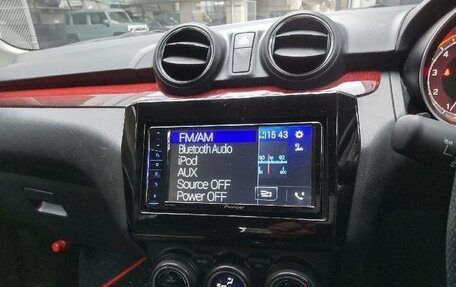 FM/AM
15 43
Bluetooth Audio
iPod
AUX
Source OFF
Power OFF
Pioneer